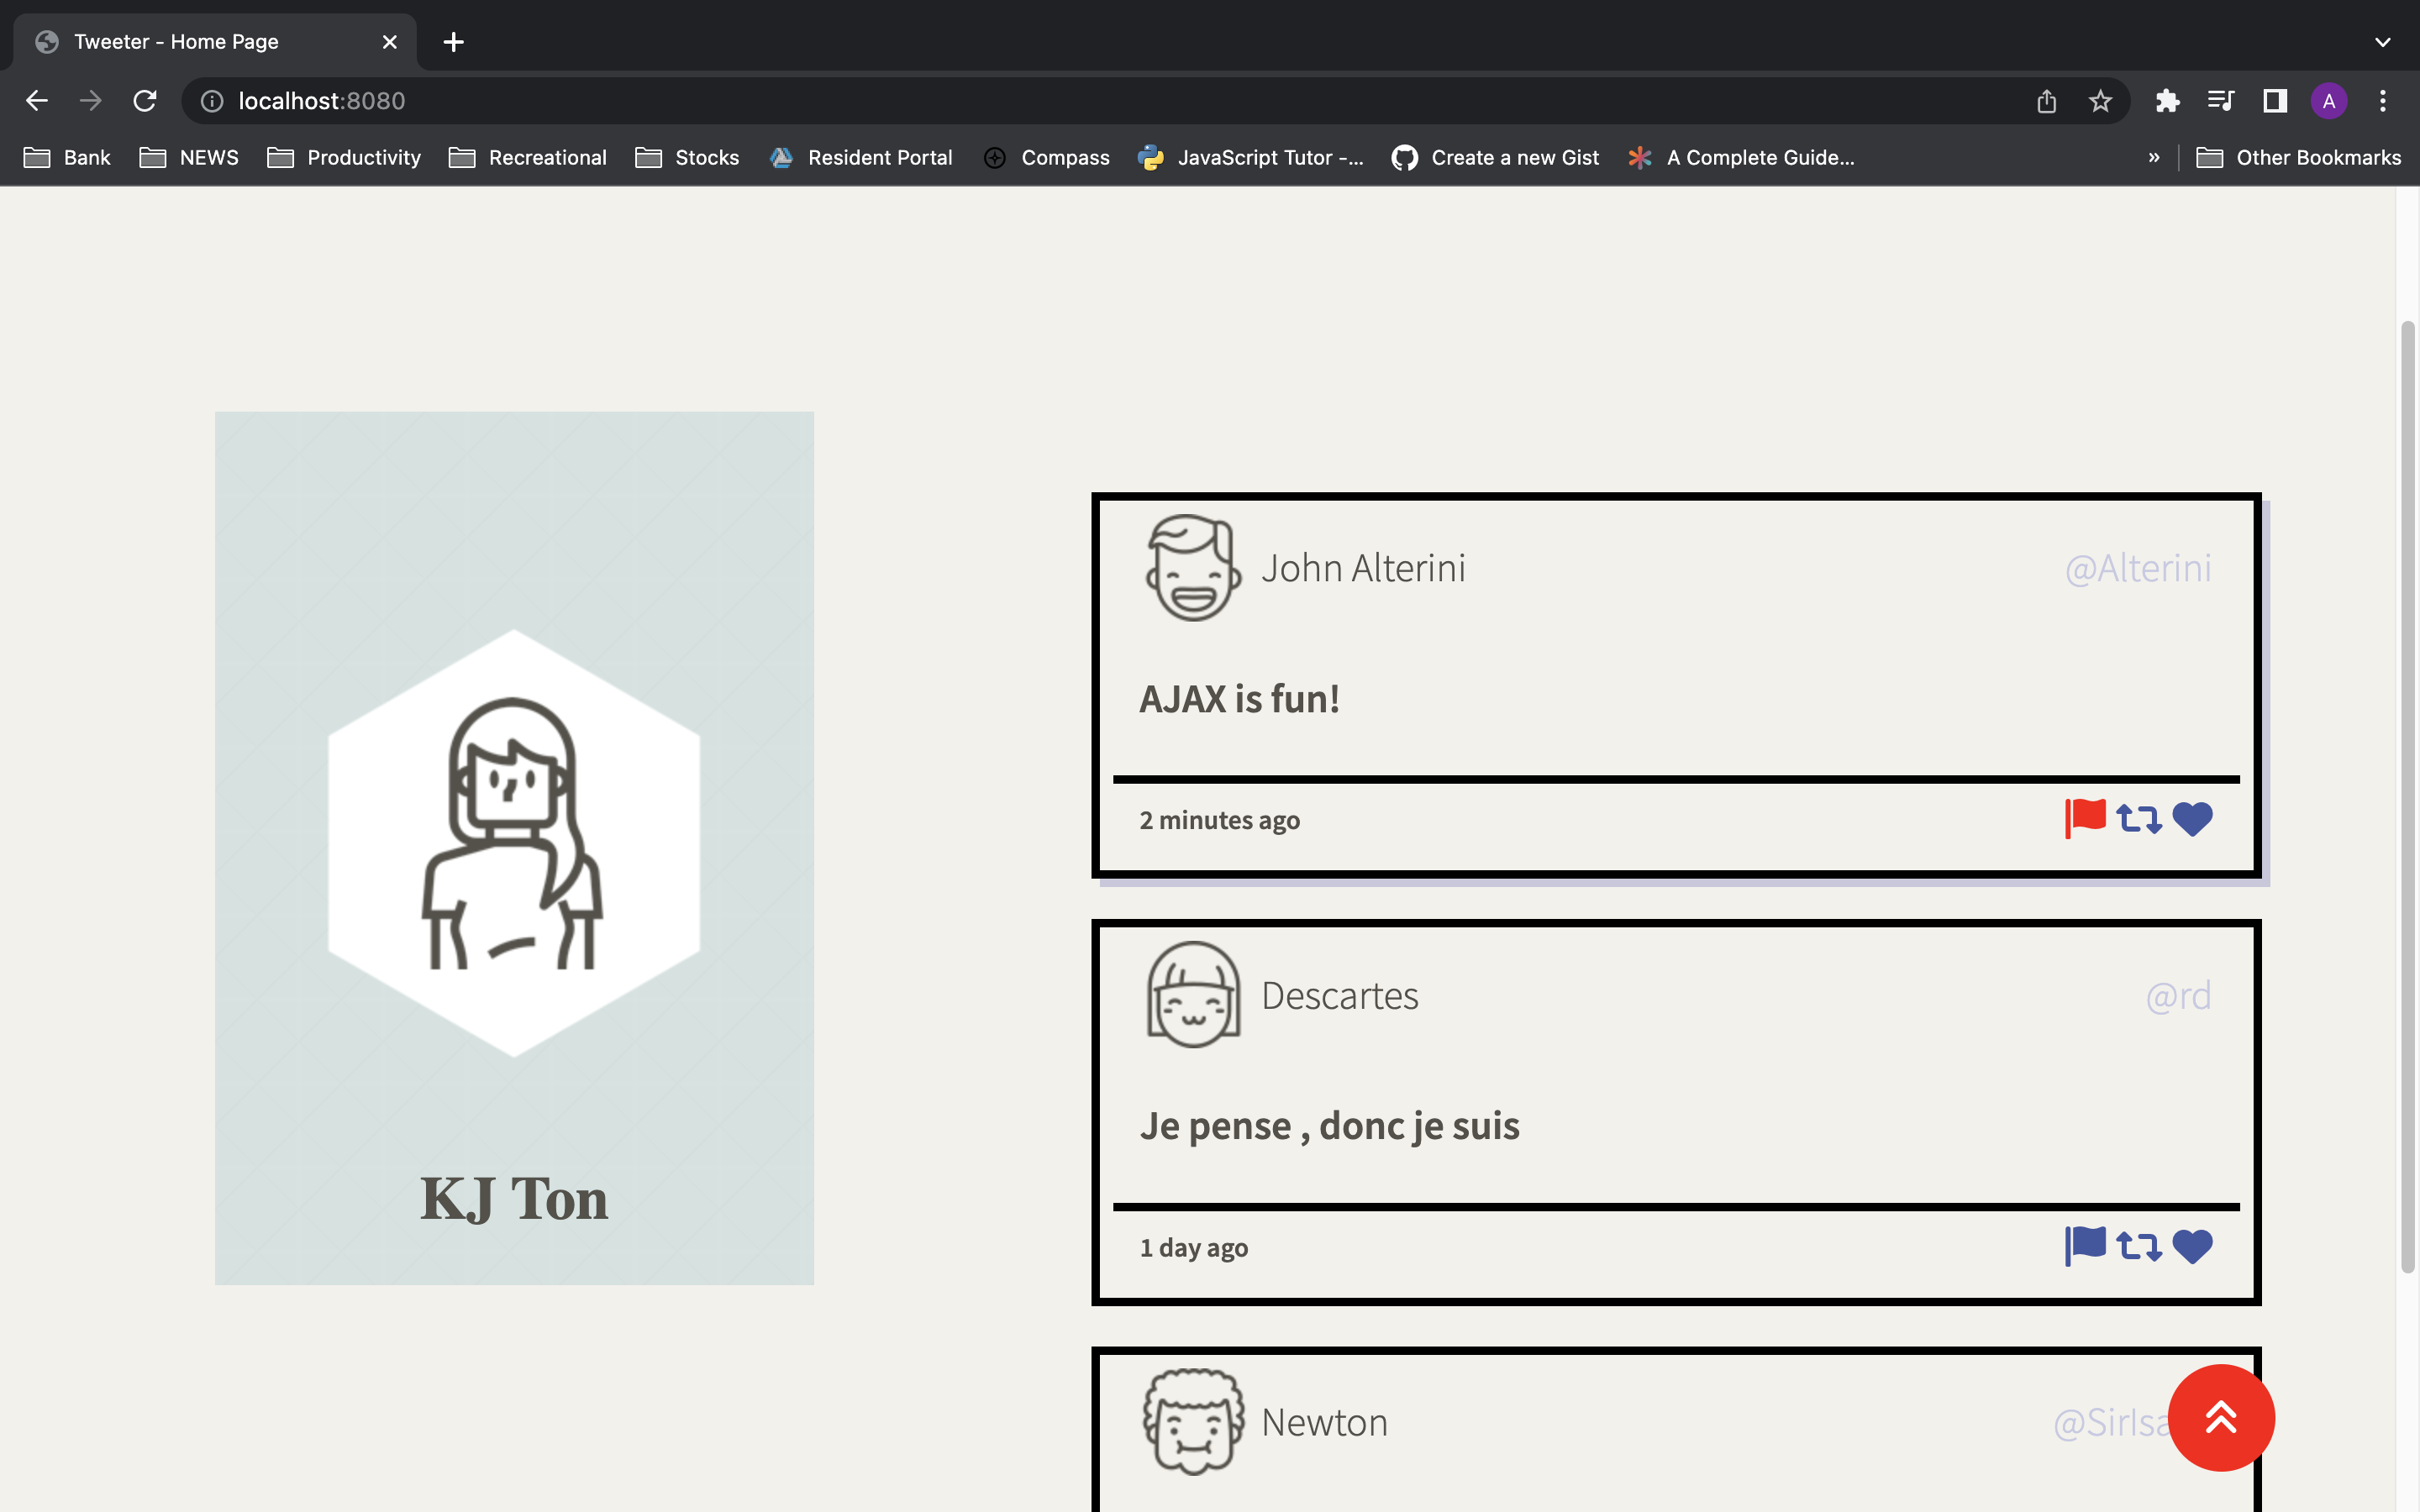 Tweeter - Home Page
localhost:8080
A
Bank NEWS Productivity Recreational Stocks Resident Portal Compass JavaScript Tutor -... Create a new Gist A Complete Guide... » Other Bookmarks
KJ Ton
John Alterini @Alterini
AJAX is fun!
2 minutes ago
Descartes @rd
Je pense , donc je suis
1 day ago
Newton